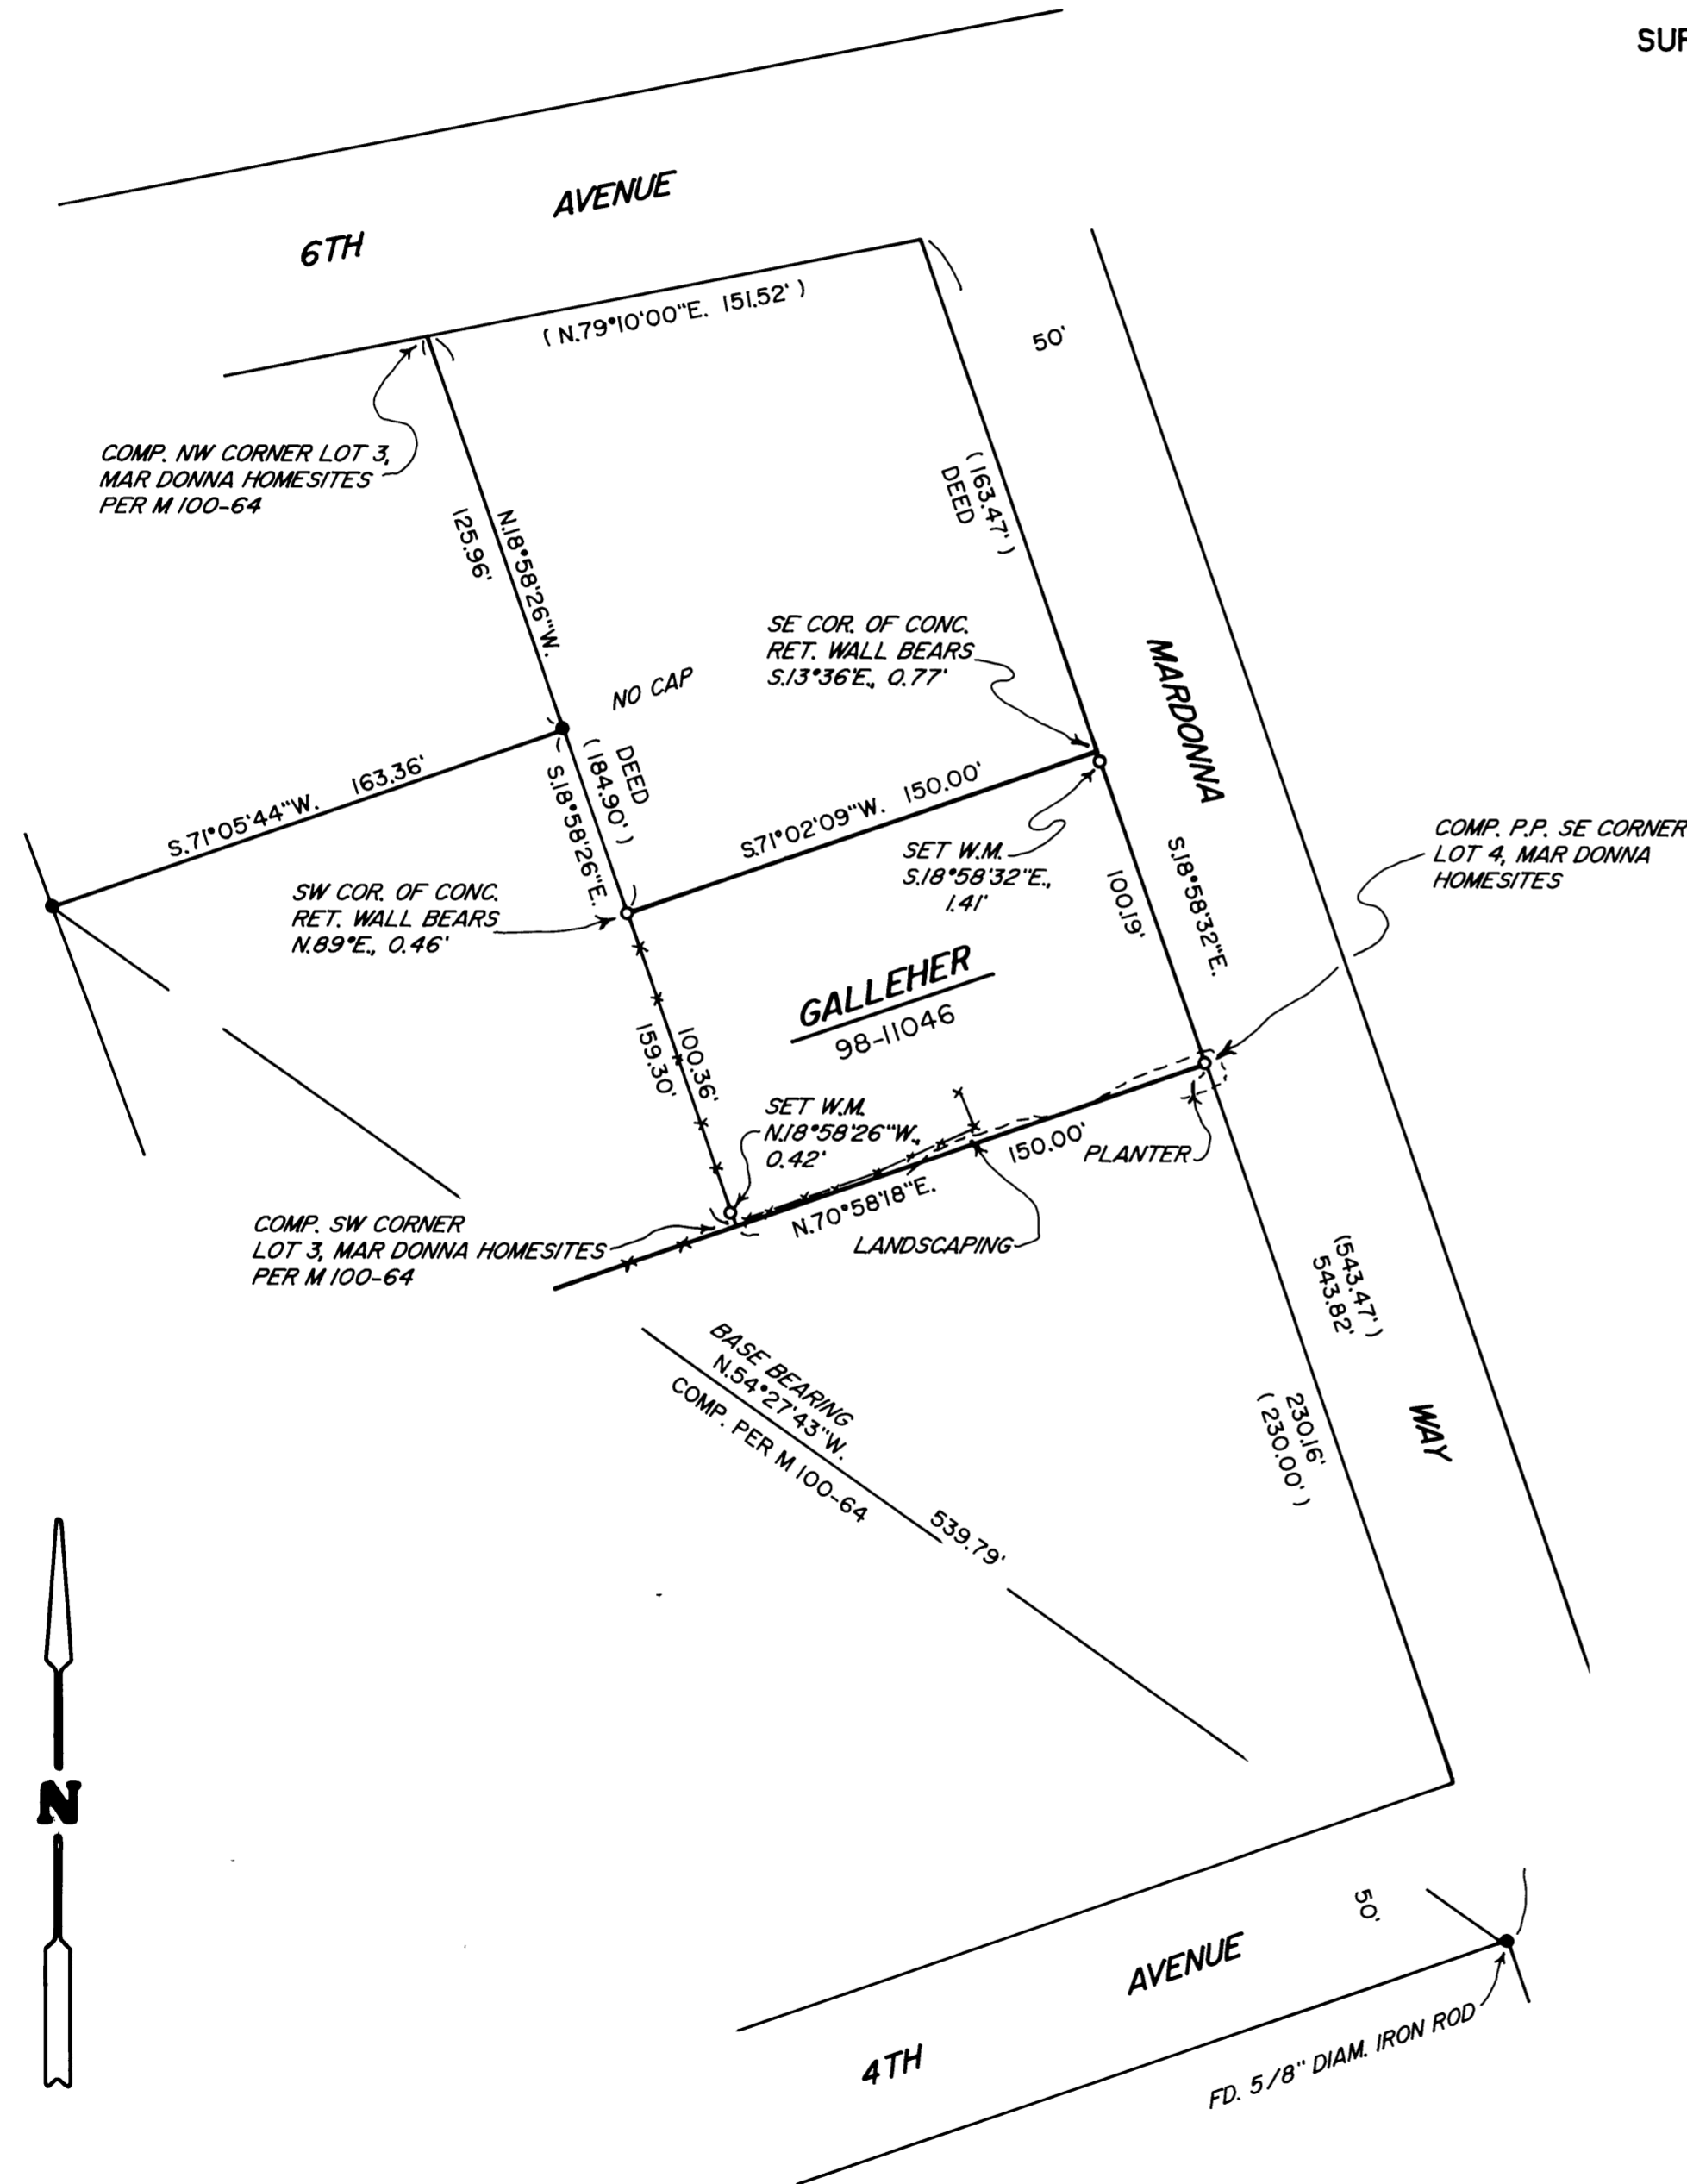 SUR
6TH AVENUE
( N.79°10'00"E. 151.52' )
50'
COMP. NW CORNER LOT 3,
MAR DONNA HOMESITES
PER M 100-64
N.18°58'26"W.
125.96'
( 163.47' )
DEED
SE COR. OF CONC.
RET. WALL BEARS
S.13°36'E., 0.77'
NO CAP
MARDONNA WAY
S.71°05'44"W. 163.36'
DEED
( 184.90' )
S.18°58'26"E.
159.30'
S.71°02'09"W. 150.00'
SET W.M.
S.18°58'32"E.,
1.41'
SW COR. OF CONC.
RET. WALL BEARS
N.89°E., 0.46'
S.18°58'32"E.
100.19'
COMP. P.P. SE CORNER
LOT 4, MAR DONNA
HOMESITES
GALLEHER
98-11046
100.36'
SET W.M.
N.18°58'26"W.,
0.42'
150.00'
N.70°58'18"E.
PLANTER
LANDSCAPING
COMP. SW CORNER
LOT 3, MAR DONNA HOMESITES
PER M 100-64
(543.47')
543.82'
BASE BEARING
N.54°27'43"W.
COMP. PER M 100-64
539.79'
230.16'
( 230.00' )
N
50'
4TH AVENUE
FD. 5/8" DIAM. IRON ROD